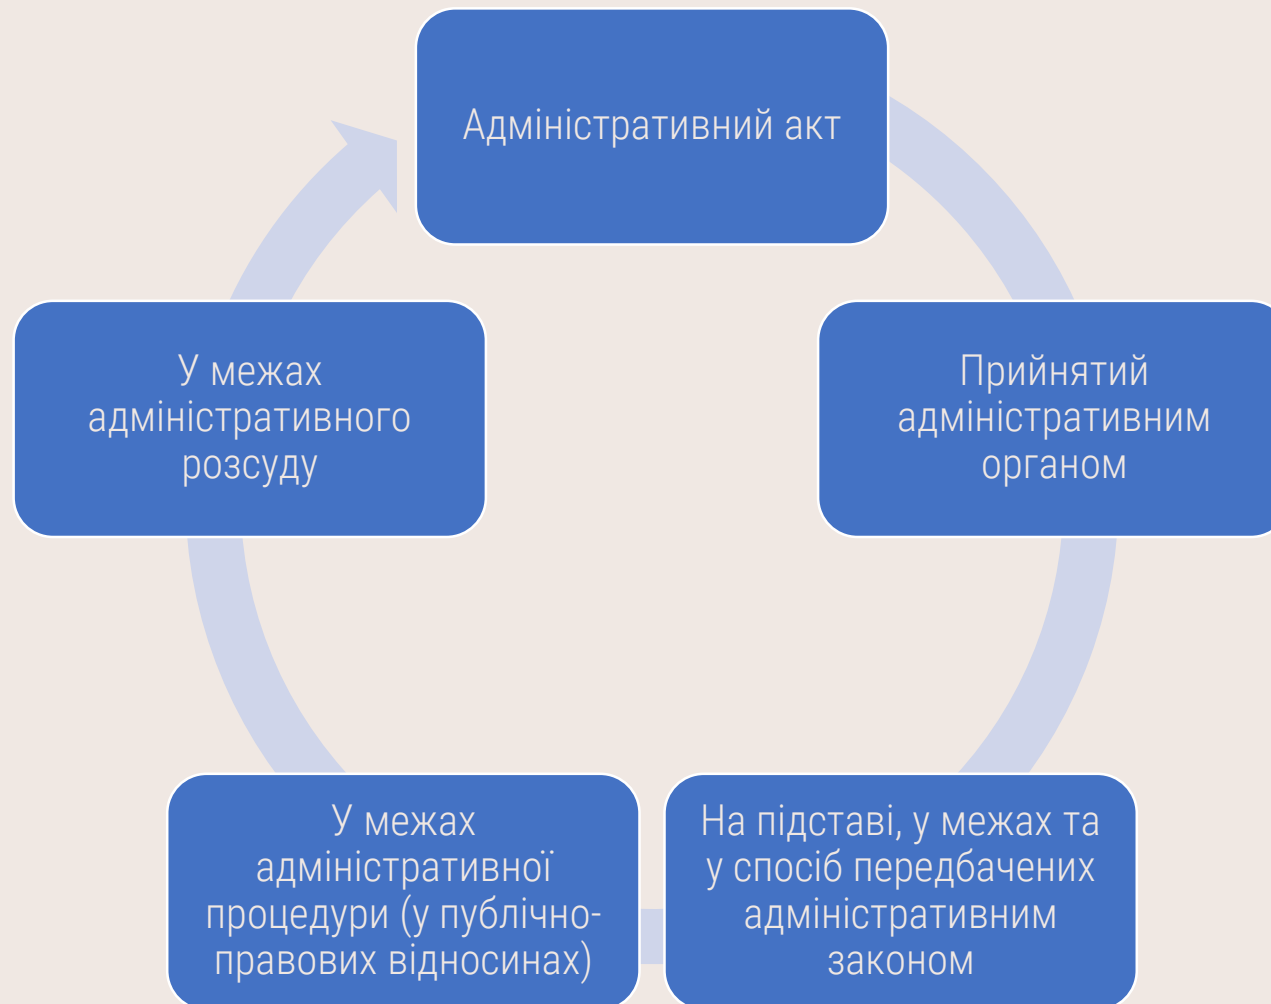 Адміністративний акт
Прийнятий
адміністративним
органом
На підставі, у межах та
у спосіб передбачених
адміністративним
законом
У межах
адміністративної
процедури (у публічно-
правових відносинах)
У межах
адміністративного
розсуду